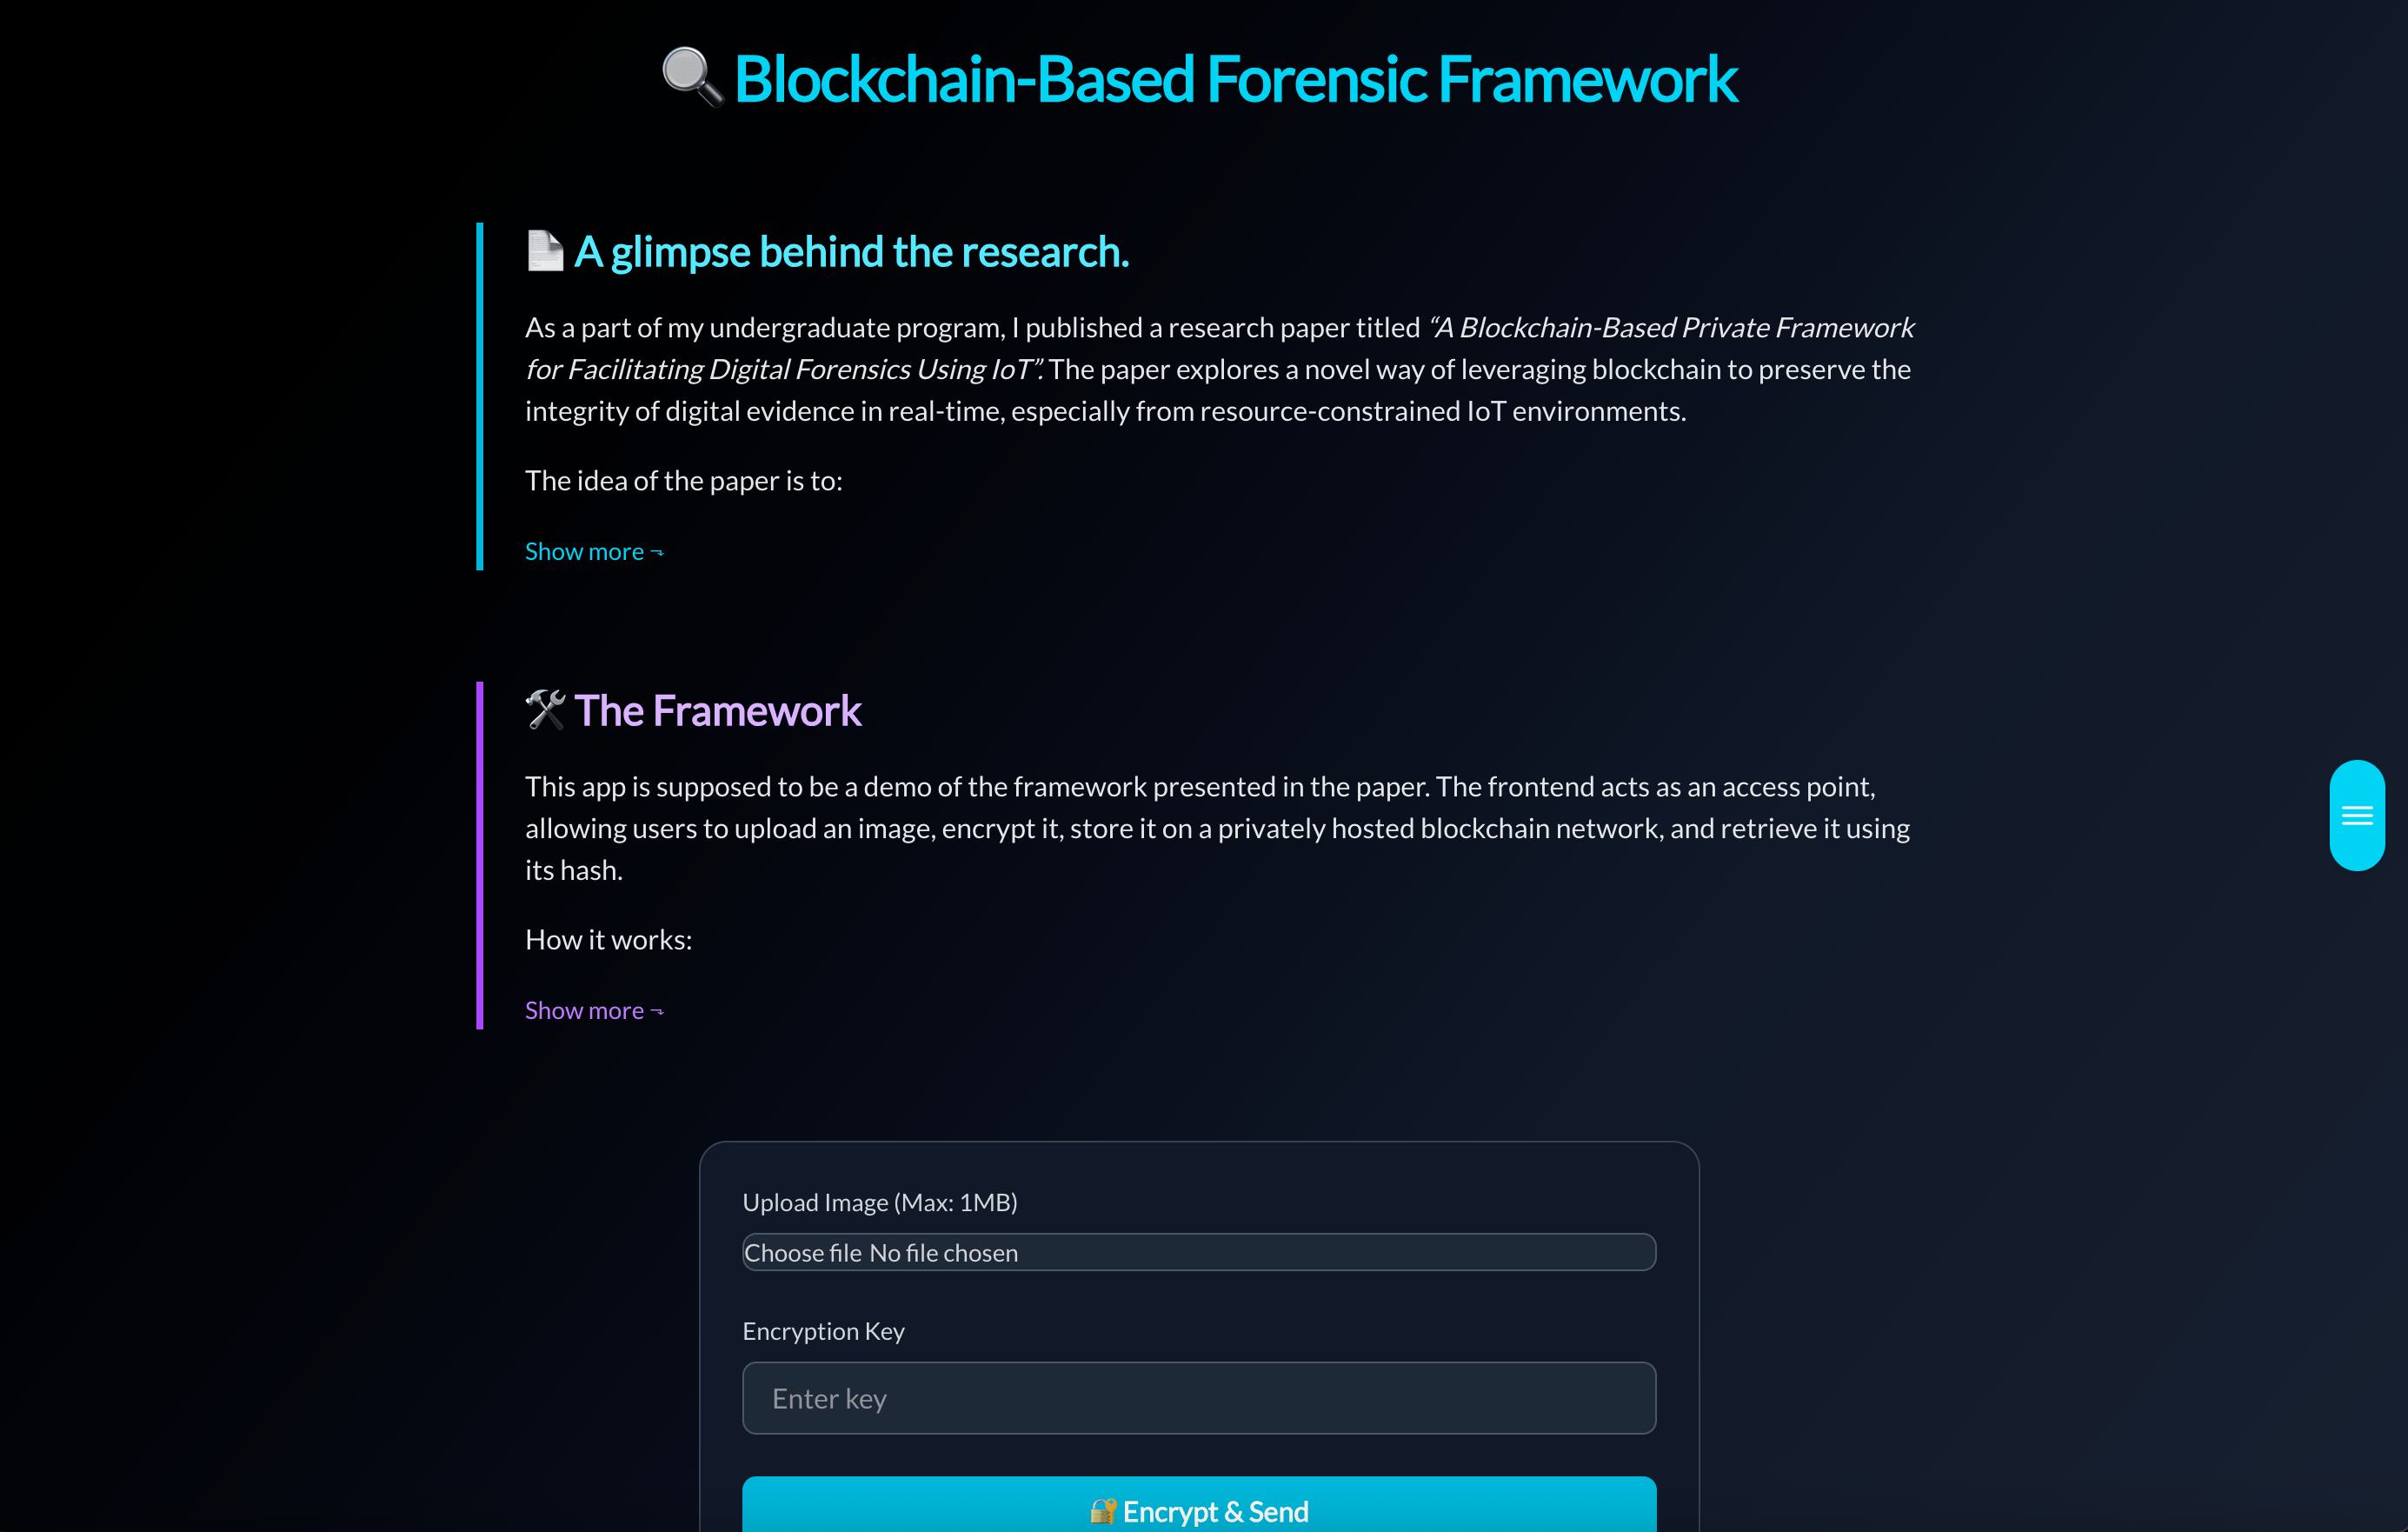 🔍 Blockchain-Based Forensic Framework
📄 A glimpse behind the research.
As a part of my undergraduate program, I published a research paper titled “A Blockchain-Based Private Framework
for Facilitating Digital Forensics Using IoT”. The paper explores a novel way of leveraging blockchain to preserve the
integrity of digital evidence in real-time, especially from resource-constrained IoT environments.
The idea of the paper is to:
Show more ⤵
🛠 The Framework
This app is supposed to be a demo of the framework presented in the paper. The frontend acts as an access point,
allowing users to upload an image, encrypt it, store it on a privately hosted blockchain network, and retrieve it using
its hash.
How it works:
Show more ⤵
Upload Image (Max: 1MB)
Choose file No file chosen
Encryption Key
Enter key
🔐 Encrypt & Send